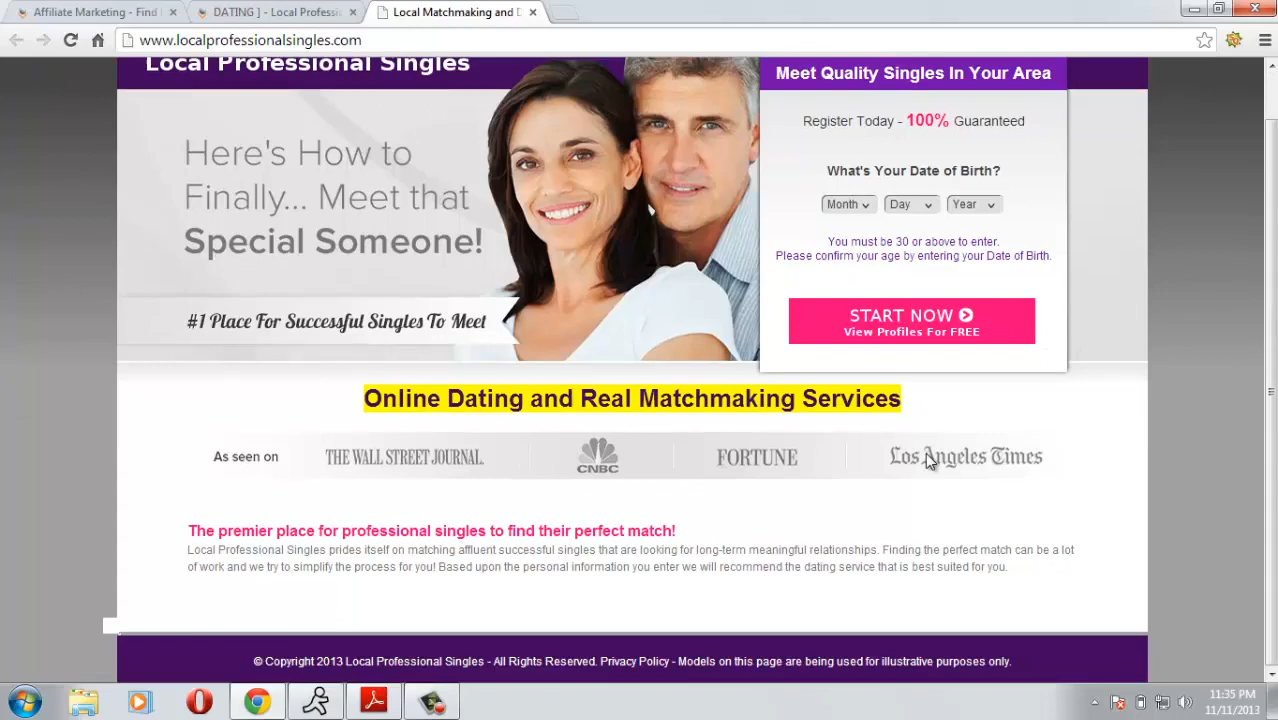 Affiliate Marketing - Find
DATING ] - Local Professi
Local Matchmaking and D
www.localprofessionalsingles.com
Local Professional Singles
Here's How to
Finally... Meet that
Special Someone!
#1 Place For Successful Singles To Meet
Meet Quality Singles In Your Area
Register Today - 100% Guaranteed
What's Your Date of Birth?
Month Day Year
You must be 30 or above to enter.
Please confirm your age by entering your Date of Birth.
START NOW
View Profiles For FREE
Online Dating and Real Matchmaking Services
As seen on THE WALL STREET JOURNAL. CNBC FORTUNE Los Angeles Times
The premier place for professional singles to find their perfect match!
Local Professional Singles prides itself on matching affluent successful singles that are looking for long-term meaningful relationships. Finding the perfect match can be a lot
of work and we try to simplify the process for you! Based upon the personal information you enter we will recommend the dating service that is best suited for you.
© Copyright 2013 Local Professional Singles - All Rights Reserved. Privacy Policy - Models on this page are being used for illustrative purposes only.
11:35 PM
11/11/2013